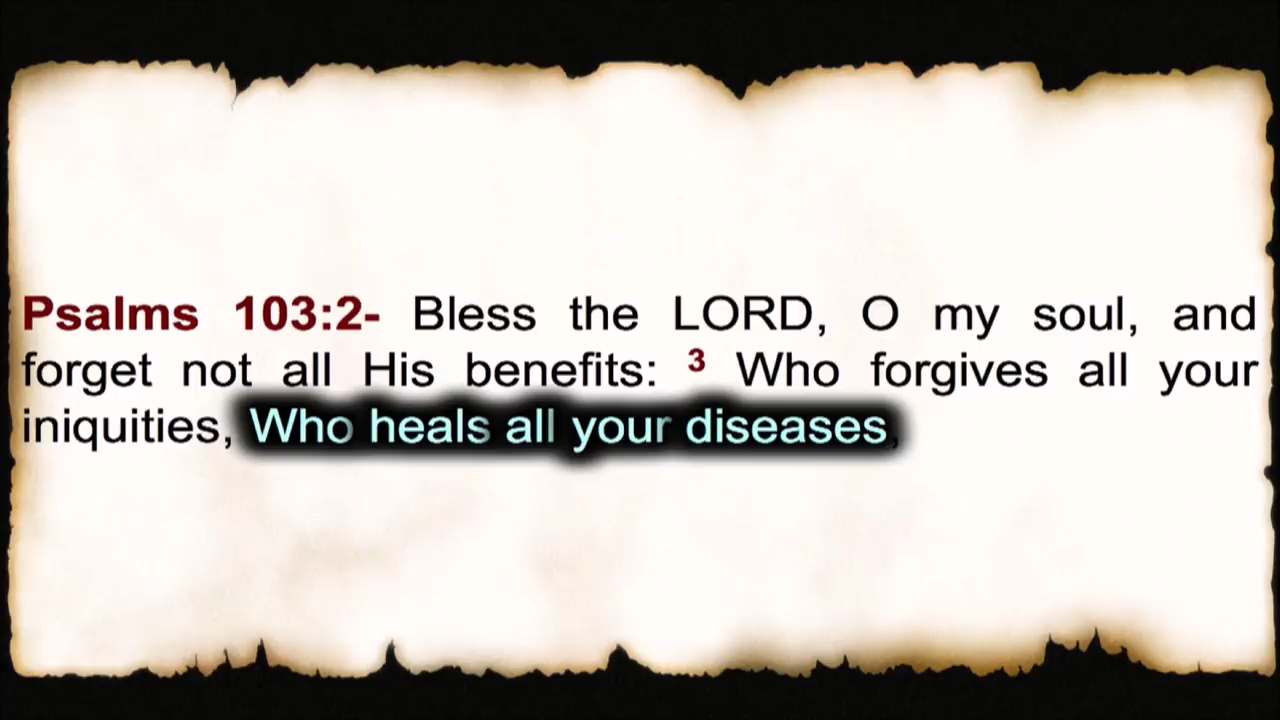 Psalms 103:2- Bless the LORD, O my soul, and
forget not all His benefits: ³ Who forgives all your
iniquities, Who heals all your diseases,